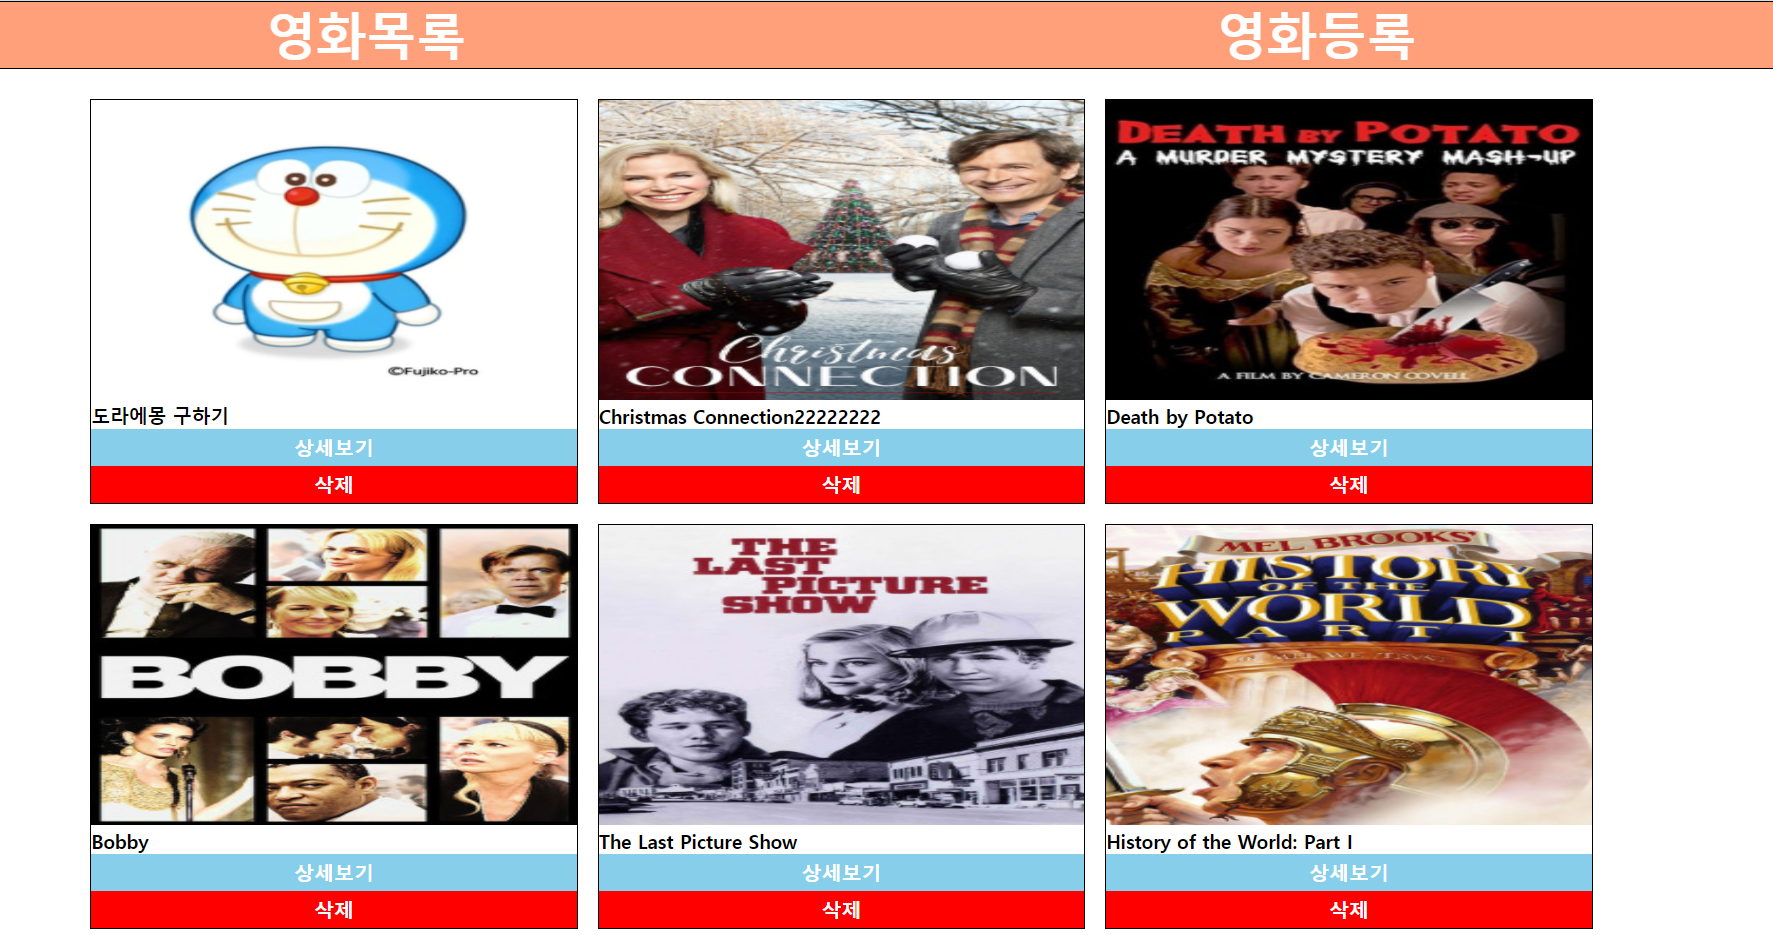 영화목록
영화등록
©Fujiko-Pro
도라에몽 구하기
상세보기
삭제
Christmas
CONNECTION
Christmas Connection22222222
상세보기
삭제
DEATH BY POTATO
A MURDER MYSTERY MASH-UP
A FILM BY CAMERON COVELL
Death by Potato
상세보기
삭제
BOBBY
Bobby
상세보기
삭제
THE
LAST
PICTURE
SHOW
The Last Picture Show
상세보기
삭제
MEL BROOKS'
HISTORY
OF THE
WORLD
PART I
History of the World: Part I
상세보기
삭제